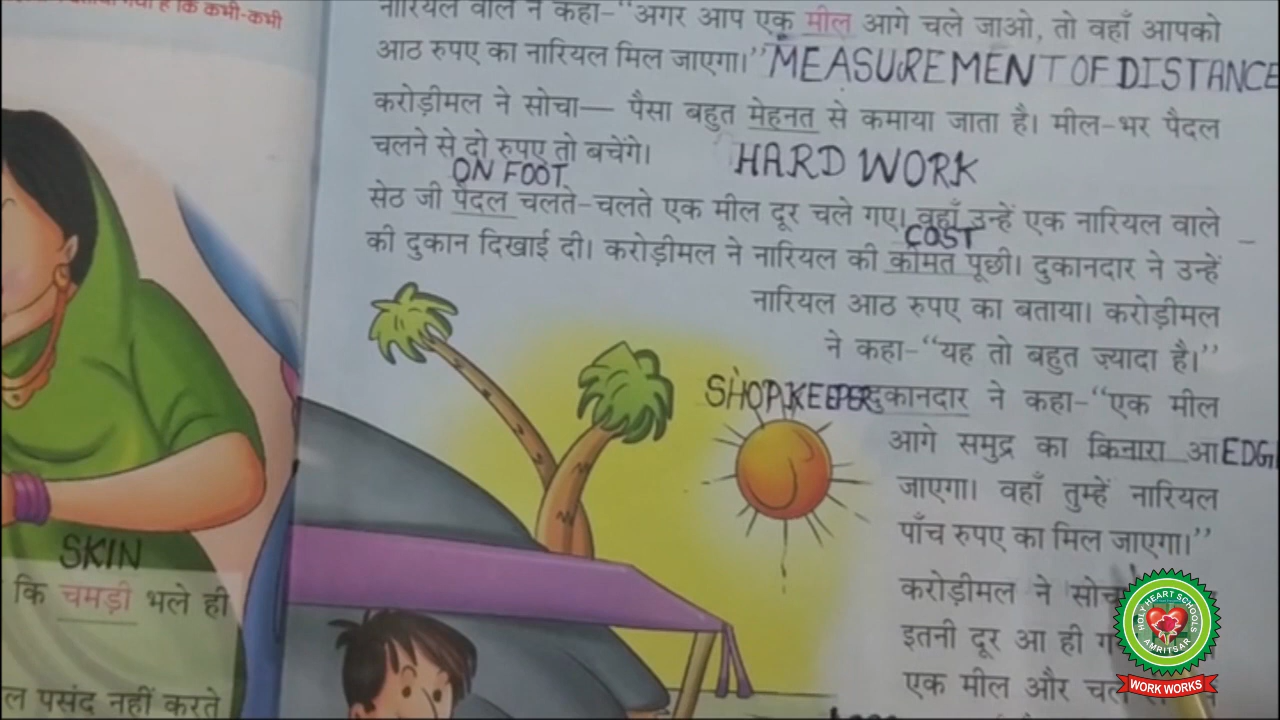 है कि कभी-कभी
SKIN
कि चमड़ी भले ही
ल पसंद नहीं करते
नारियल वाले ने कहा-“अगर आप एक मील आगे चले जाओ, तो वहाँ आपको
आठ रुपए का नारियल मिल जाएगा।” MEASUREMENT OF DISTANCE
करोड़ीमल ने सोचा— पैसा बहुत मेहनत से कमाया जाता है। मील-भर पैदल
चलने से दो रुपए तो बचेंगे। HARD WORK
ON FOOT
सेठ जी पैदल चलते-चलते एक मील दूर चले गए। वहाँ उन्हें एक नारियल वाले
COST
की दुकान दिखाई दी। करोड़ीमल ने नारियल की कीमत पूछी। दुकानदार ने उन्हें
नारियल आठ रुपए का बताया। करोड़ीमल
ने कहा-“यह तो बहुत ज़्यादा है।”
SHOPKEEPER दुकानदार ने कहा-“एक मील
आगे समुद्र का किनारा आ EDG
जाएगा। वहाँ तुम्हें नारियल
पाँच रुपए का मिल जाएगा।”
करोड़ीमल ने सोच
इतनी दूर आ ही ग
एक मील और चल
HOLY HEART SCHOOLS
AMRITSAR
WORK WORKS